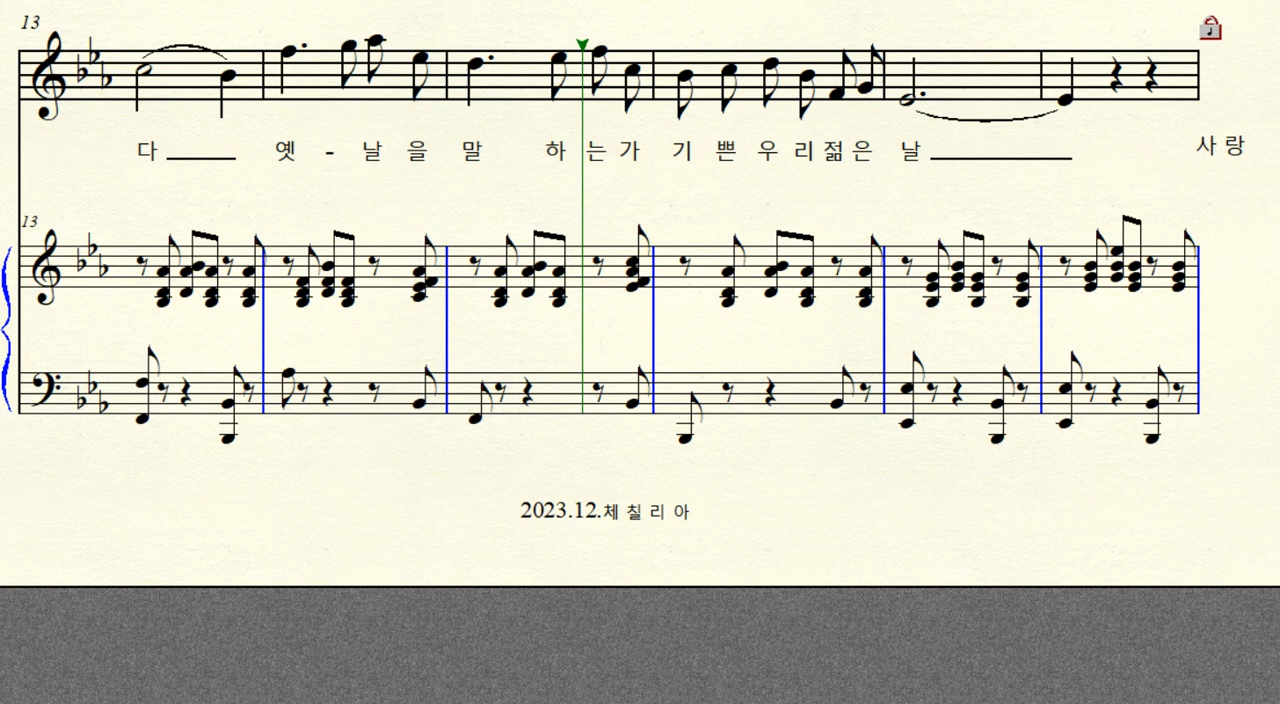 13
다 옛 - 날 을 말 하 는 가 기 쁜 우 리 젊 은 날 사 랑
13
2023.12.체 칠 리 아